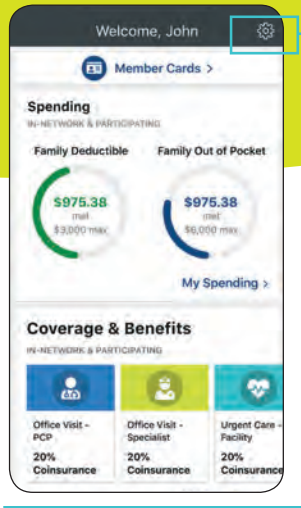 Welcome, John
Member Cards >
Spending
IN-NETWORK & PARTICIPATING
Family Deductible Family Out of Pocket
$975.38 $975.38
met met
$3,000 max $6,000 max
My Spending >
Coverage & Benefits
IN-NETWORK & PARTICIPATING
Office Visit - Office Visit - Urgent Care -
PCP Specialist Facility
20% 20% 20%
Coinsurance Coinsurance Coinsurance